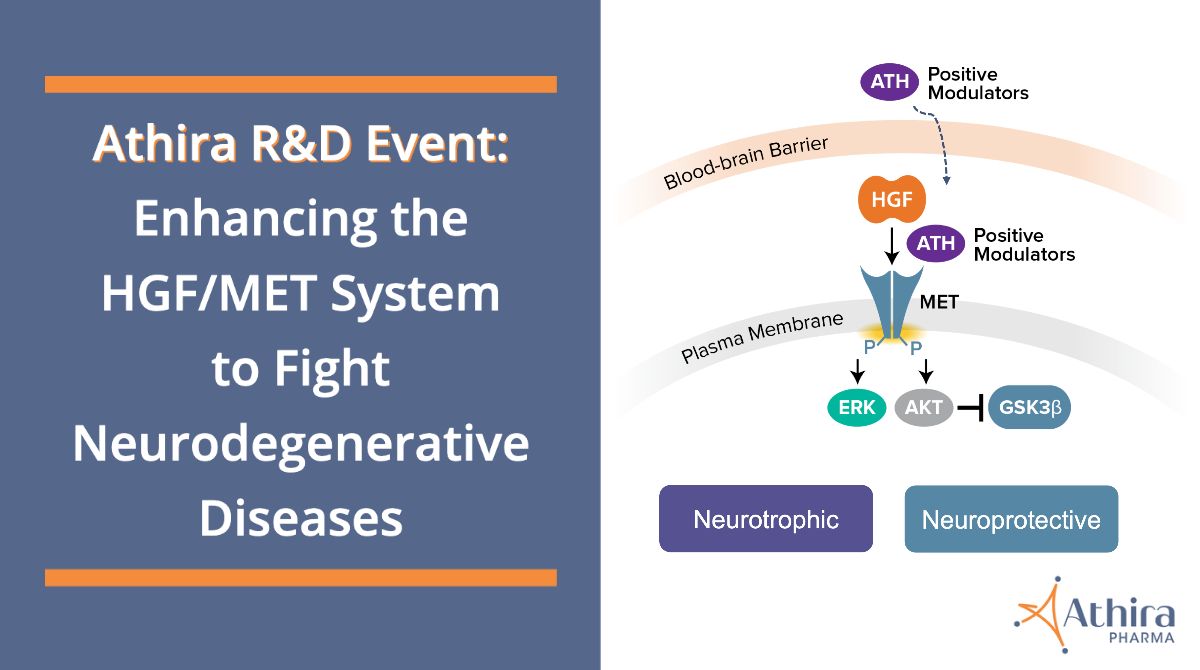 Athira R&D Event:
Enhancing the
HGF/MET System
to Fight
Neurodegenerative
Diseases
ATH
Positive
Modulators
Blood-brain Barrier
HGF
ATH
Positive
Modulators
MET
Plasma Membrane
P
P
ERK
AKT
GSK3β
Neurotrophic
Neuroprotective
Athira
PHARMA